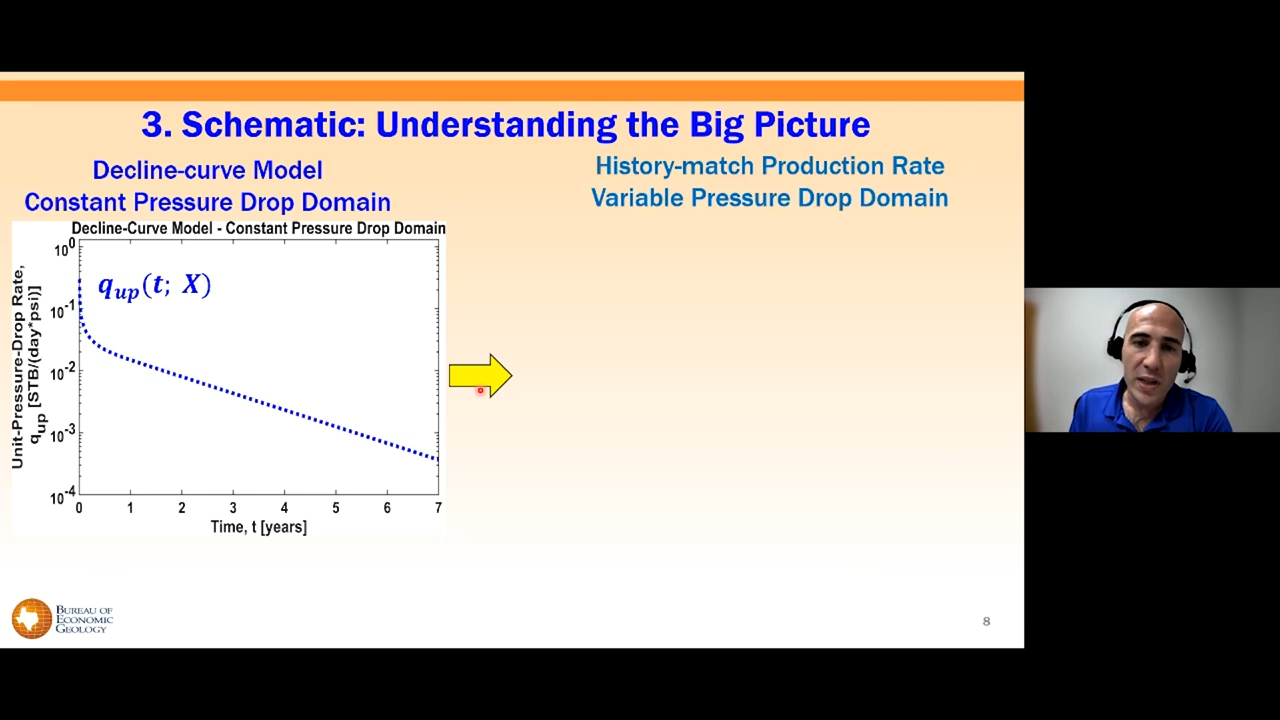 3. Schematic: Understanding the Big Picture
Decline-curve Model
Constant Pressure Drop Domain
History-match Production Rate
Variable Pressure Drop Domain
Decline-Curve Model - Constant Pressure Drop Domain
q_up(t; X)
Unit-Pressure-Drop Rate,
q_up [STB/(day*psi)]
10^0
10^-1
10^-2
10^-3
10^-4
0 1 2 3 4 5 6 7
Time, t [years]
BUREAU OF
ECONOMIC
GEOLOGY
8